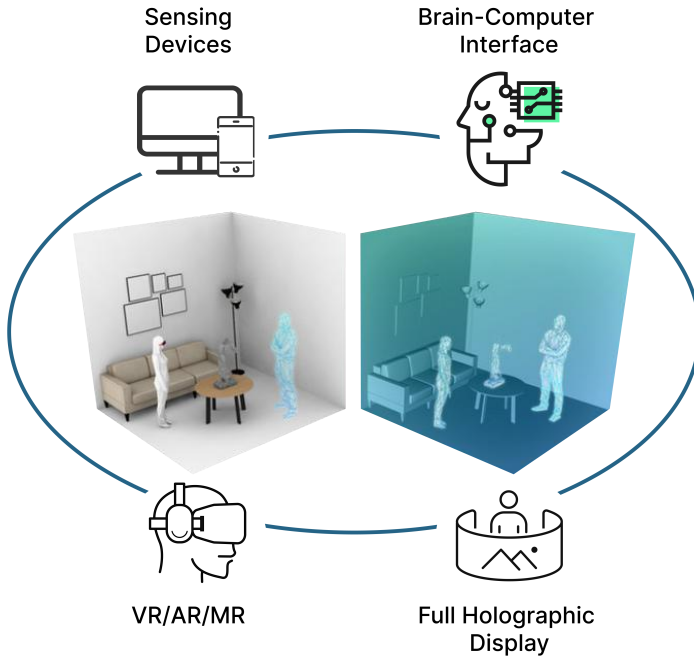 Sensing
Devices
Brain-Computer
Interface
VR/AR/MR
Full Holographic
Display